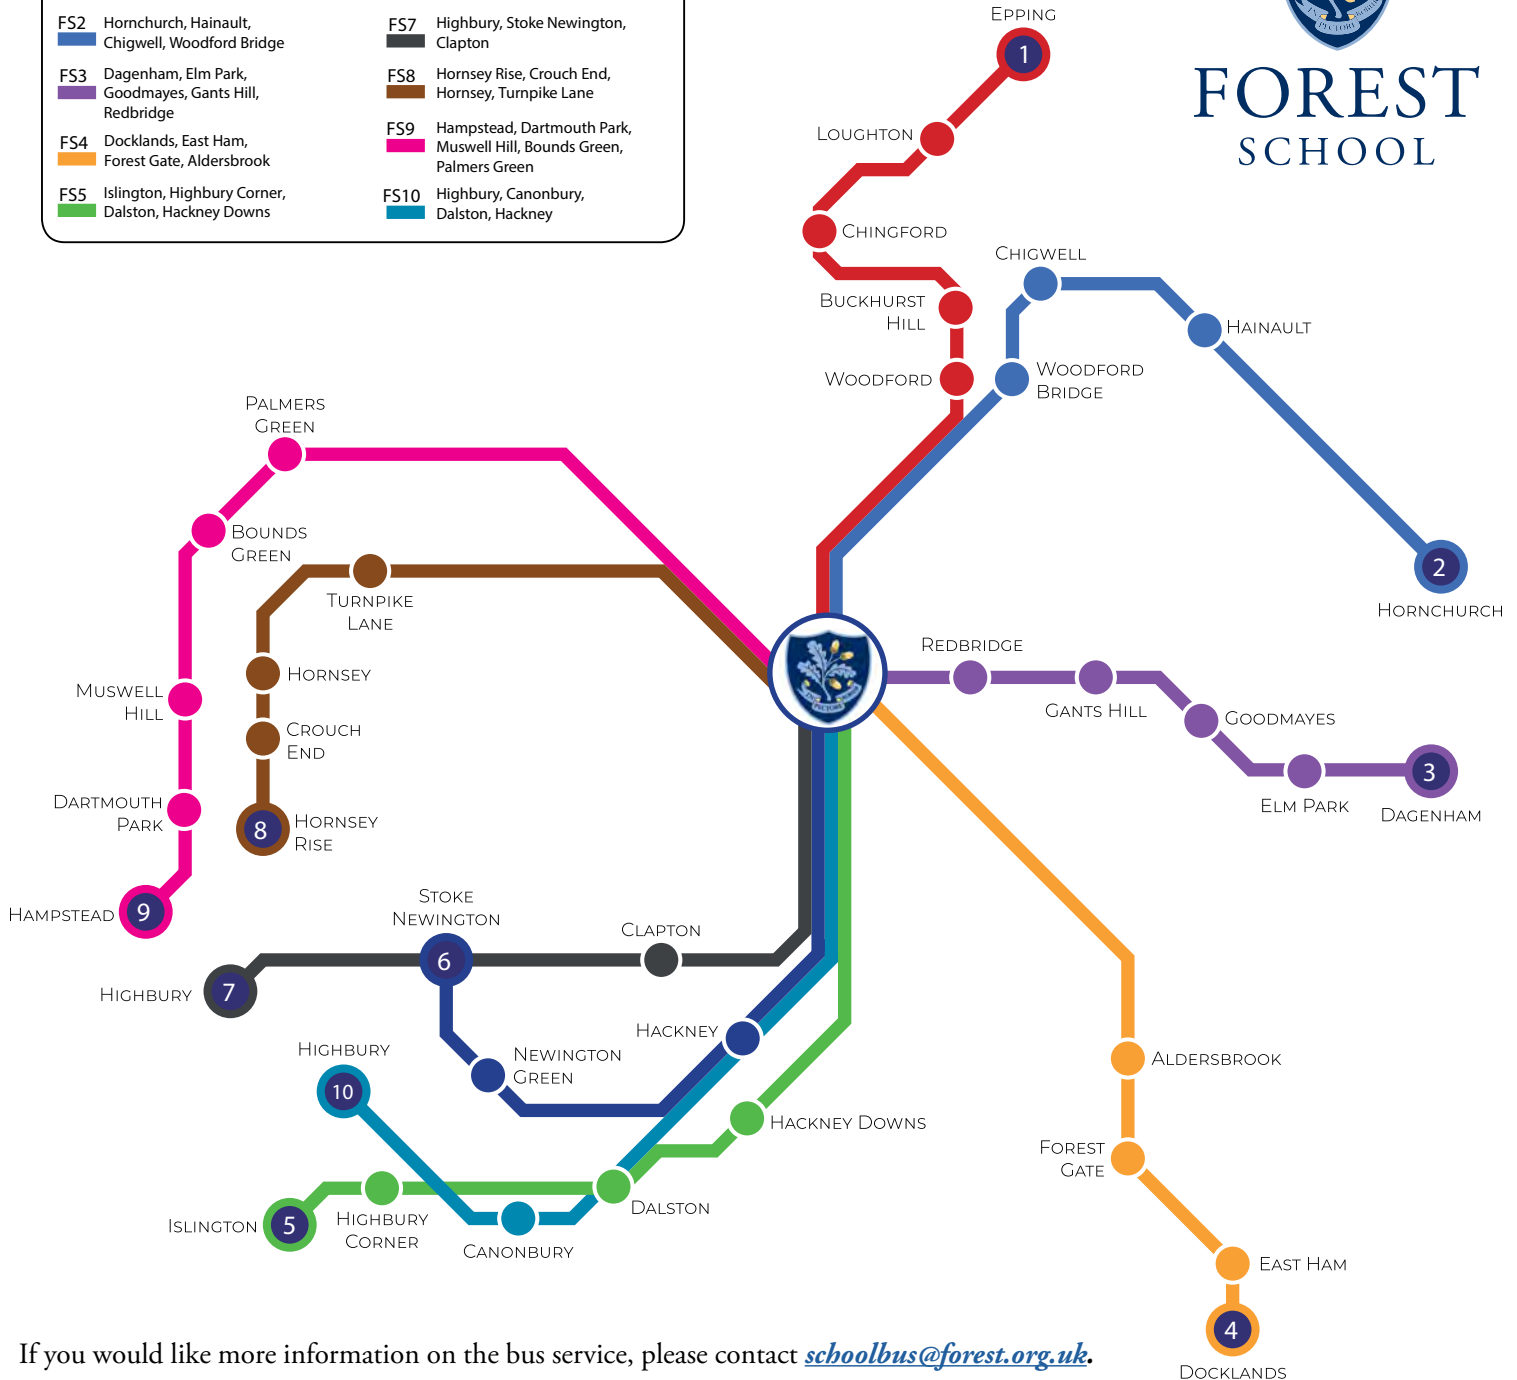 FS2 Hornchurch, Hainault,
Chigwell, Woodford Bridge
FS3 Dagenham, Elm Park,
Goodmayes, Gants Hill,
Redbridge
FS4 Docklands, East Ham,
Forest Gate, Aldersbrook
FS5 Islington, Highbury Corner,
Dalston, Hackney Downs
FS7 Highbury, Stoke Newington,
Clapton
FS8 Hornsey Rise, Crouch End,
Hornsey, Turnpike Lane
FS9 Hampstead, Dartmouth Park,
Muswell Hill, Bounds Green,
Palmers Green
FS10 Highbury, Canonbury,
Dalston, Hackney
PECTORE
FOREST
SCHOOL
EPPING
1
LOUGHTON
CHINGFORD
BUCKHURST
HILL
WOODFORD
CHIGWELL
HAINAULT
WOODFORD
BRIDGE
2
HORNCHURCH
PALMERS
GREEN
BOUNDS
GREEN
MUSWELL
HILL
DARTMOUTH
PARK
HAMPSTEAD
9
TURNPIKE
LANE
HORNSEY
CROUCH
END
8
HORNSEY
RISE
PECTORE
REDBRIDGE
GANTS HILL
GOODMAYES
ELM PARK
3
DAGENHAM
STOKE
NEWINGTON
6
CLAPTON
HIGHBURY
7
HACKNEY
NEWINGTON
GREEN
HIGHBURY
10
HACKNEY DOWNS
DALSTON
ISLINGTON
5
HIGHBURY
CORNER
CANONBURY
ALDERSBROOK
FOREST
GATE
EAST HAM
4
DOCKLANDS
If you would like more information on the bus service, please contact schoolbus@forest.org.uk.